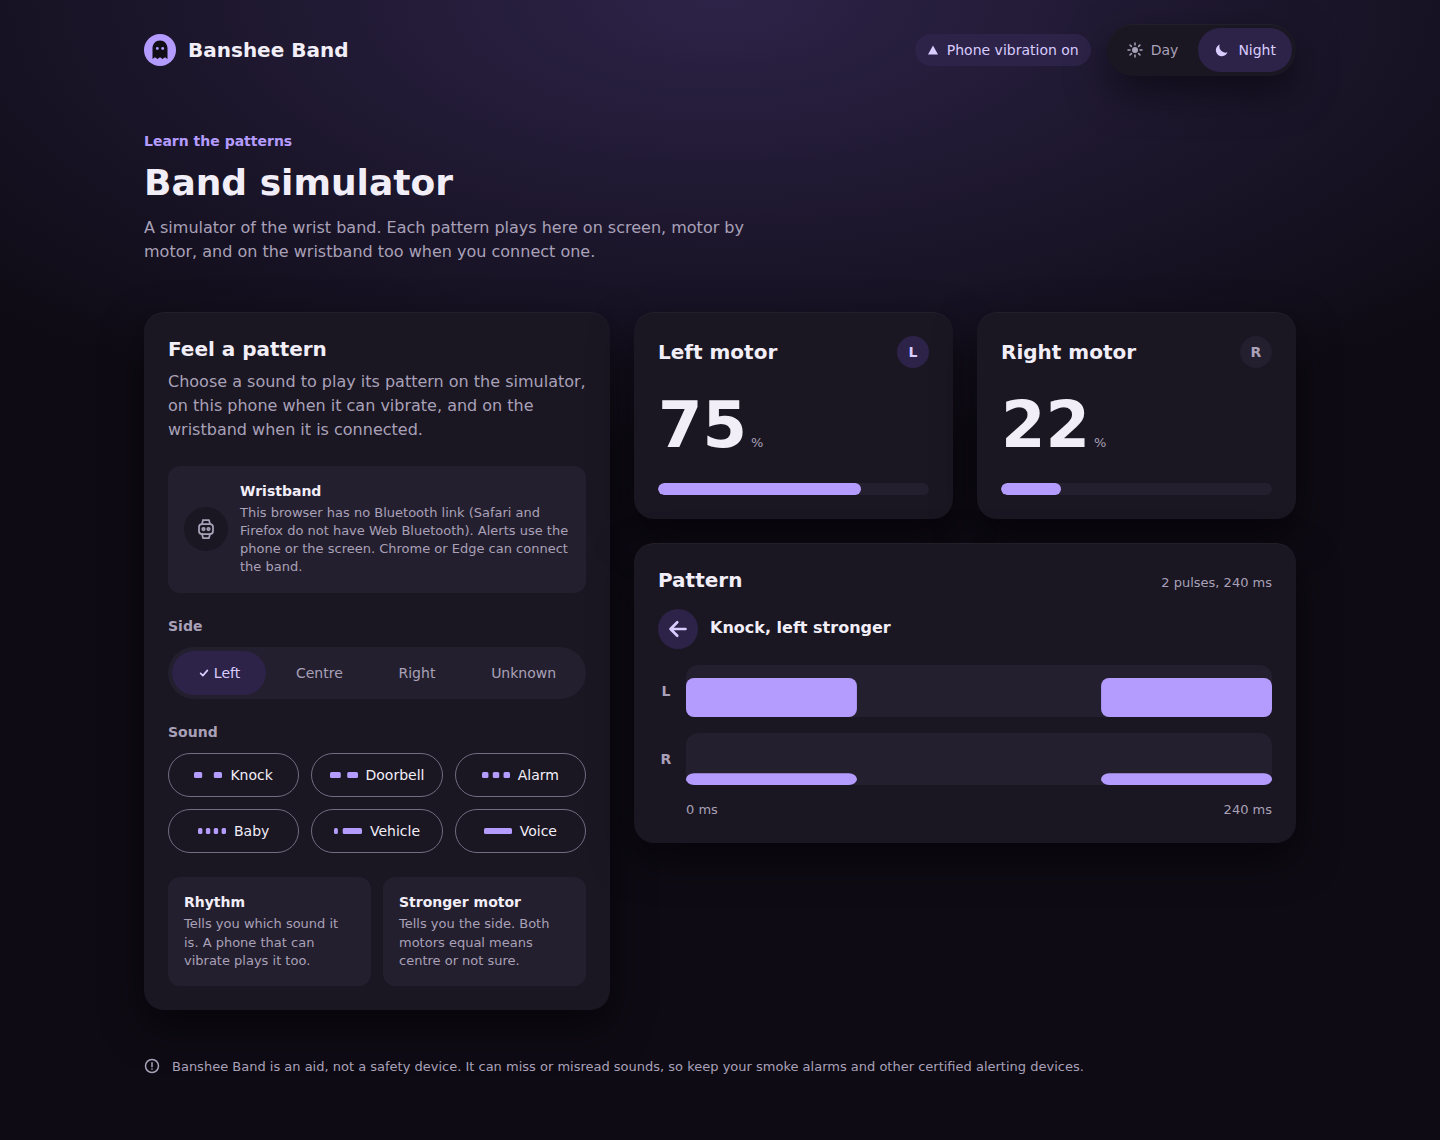 Banshee Band
Phone vibration on
Day
Night
Learn the patterns
Band simulator
A simulator of the wrist band. Each pattern plays here on screen, motor by
motor, and on the wristband too when you connect one.
Feel a pattern
Choose a sound to play its pattern on the simulator,
on this phone when it can vibrate, and on the
wristband when it is connected.
Wristband
This browser has no Bluetooth link (Safari and
Firefox do not have Web Bluetooth). Alerts use the
phone or the screen. Chrome or Edge can connect
the band.
Side
Left
Centre
Right
Unknown
Sound
Knock
Doorbell
Alarm
Baby
Vehicle
Voice
Rhythm
Tells you which sound it
is. A phone that can
vibrate plays it too.
Stronger motor
Tells you the side. Both
motors equal means
centre or not sure.
Left motor
L
75 %
Right motor
R
22 %
Pattern
2 pulses, 240 ms
Knock, left stronger
L
R
0 ms
240 ms
Banshee Band is an aid, not a safety device. It can miss or misread sounds, so keep your smoke alarms and other certified alerting devices.